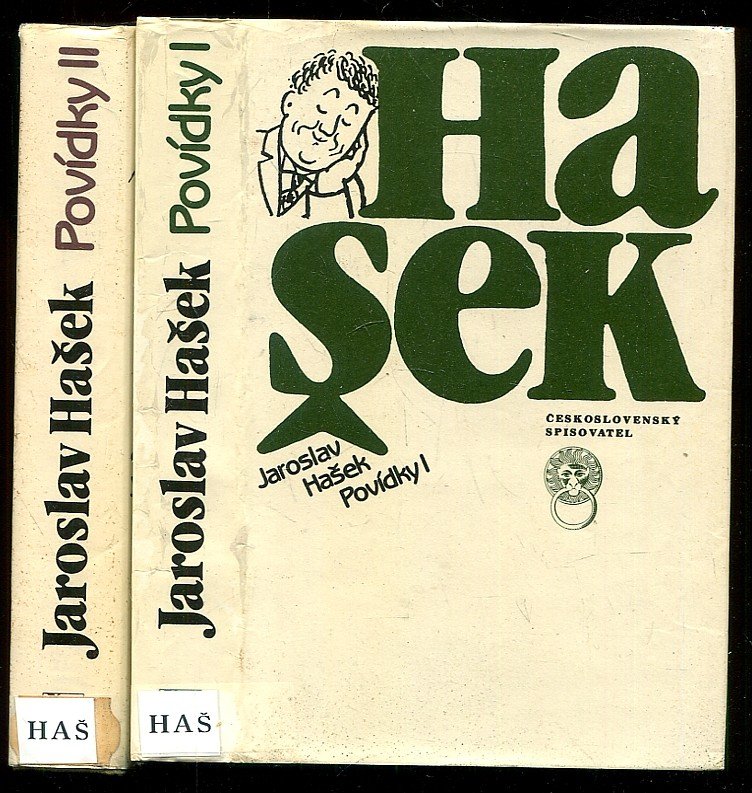 Jaroslav Hašek Povídky II
HAŠ
Jaroslav Hašek Povídky I
HAŠ
Ha
šek
ČESKOSLOVENSKÝ
SPISOVATEL
Jaroslav
Hašek
Povídky I